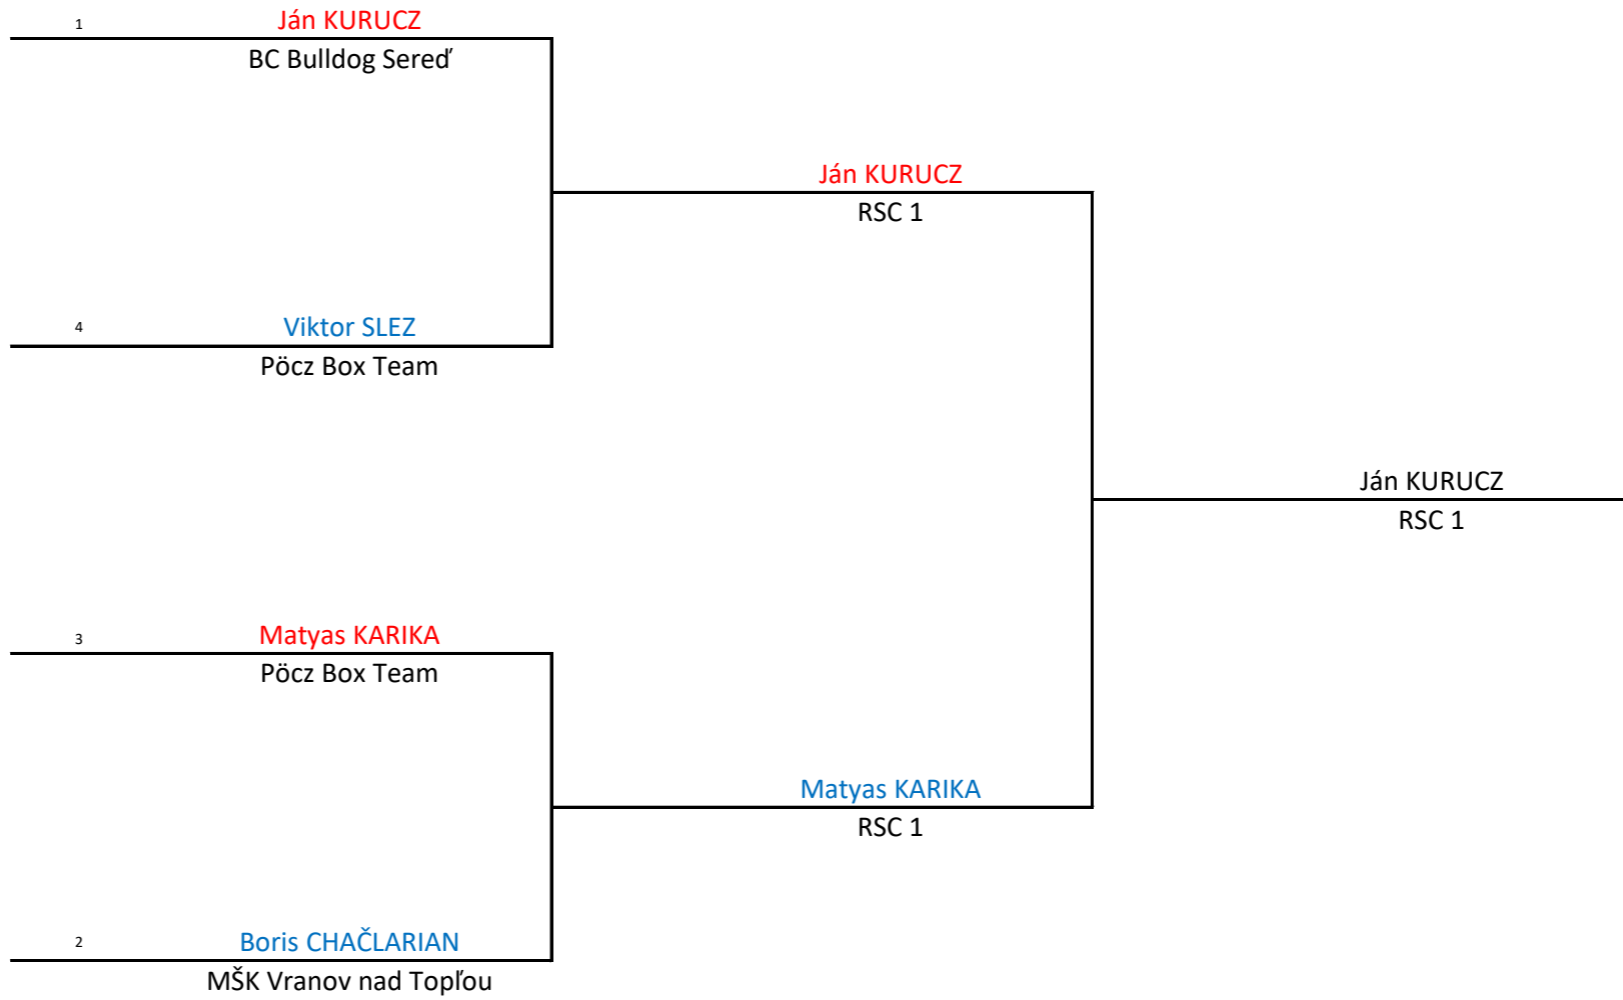 1
Ján KURUCZ
BC Bulldog Sereď
Ján KURUCZ
RSC 1
4
Viktor SLEZ
Pöcz Box Team
Ján KURUCZ
RSC 1
3
Matyas KARIKA
Pöcz Box Team
Matyas KARIKA
RSC 1
2
Boris CHAČLARIAN
MŠK Vranov nad Topľou